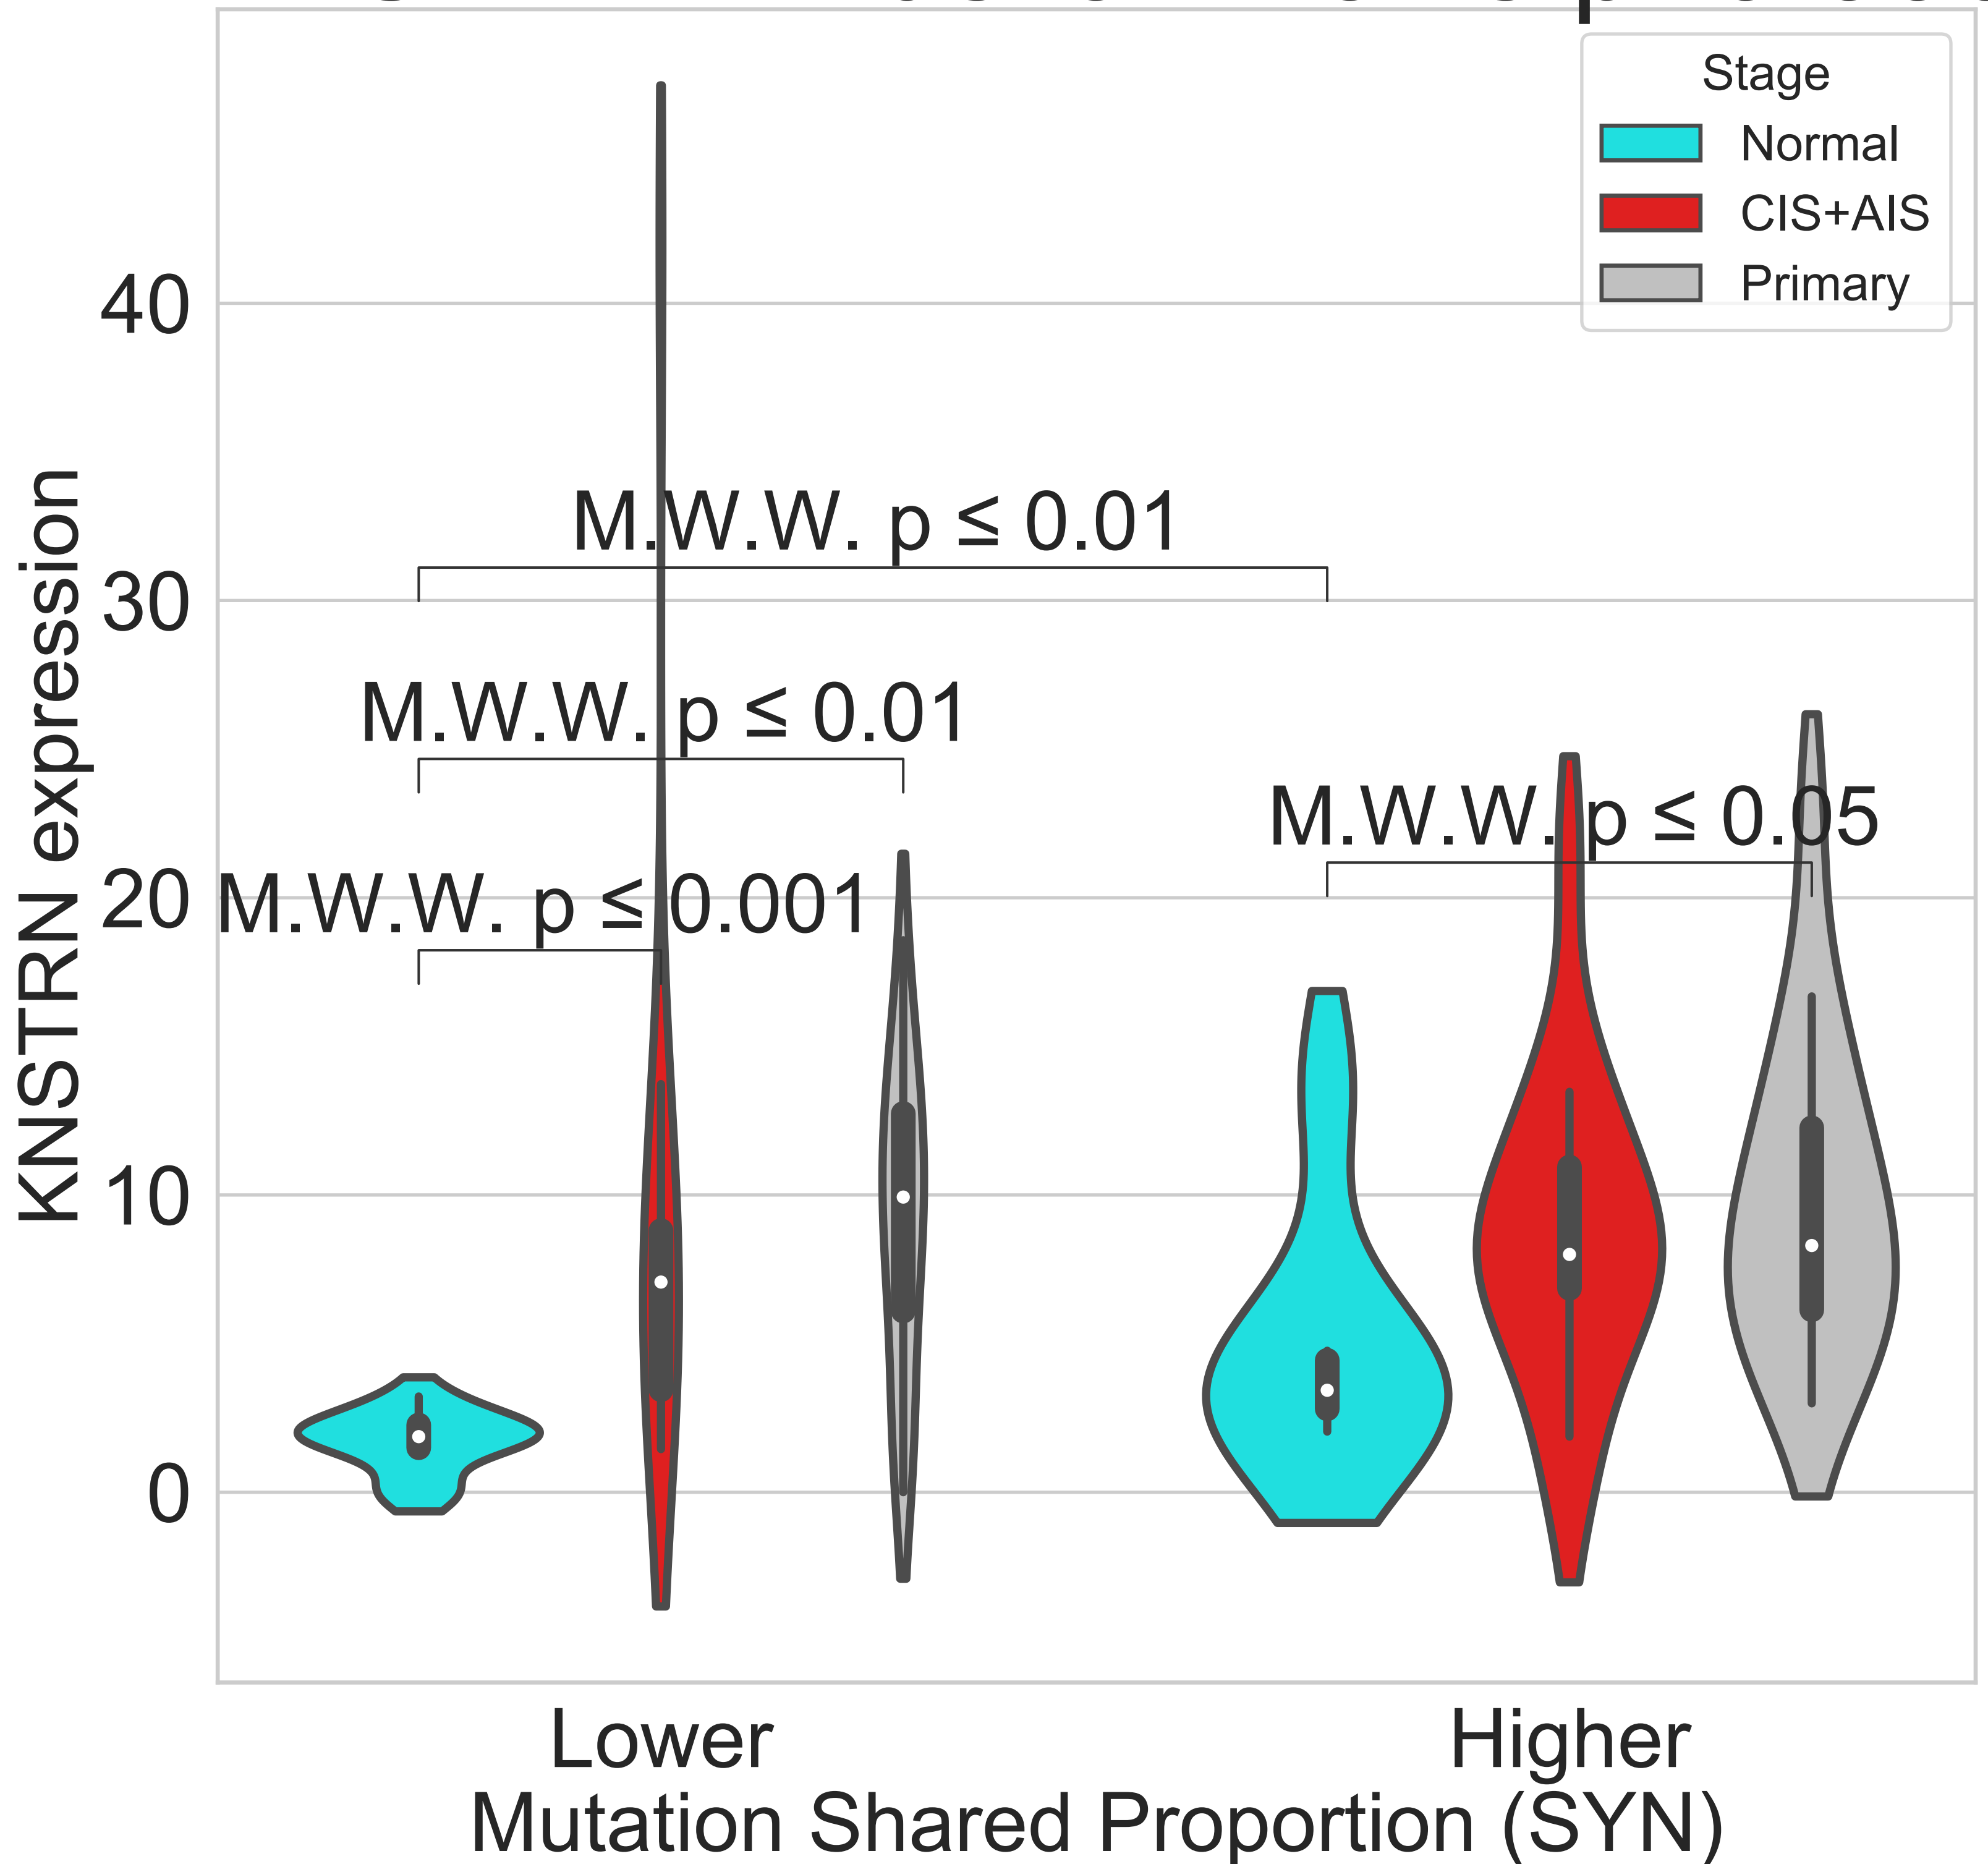 Stage
Normal
CIS+AIS
Primary
KNSTRN expression
40
30
20
10
0
M.W.W. p ≤ 0.01
M.W.W. p ≤ 0.01
M.W.W. p ≤ 0.05
M.W.W. p ≤ 0.001
Lower
Higher
Mutation Shared Proportion (SYN)